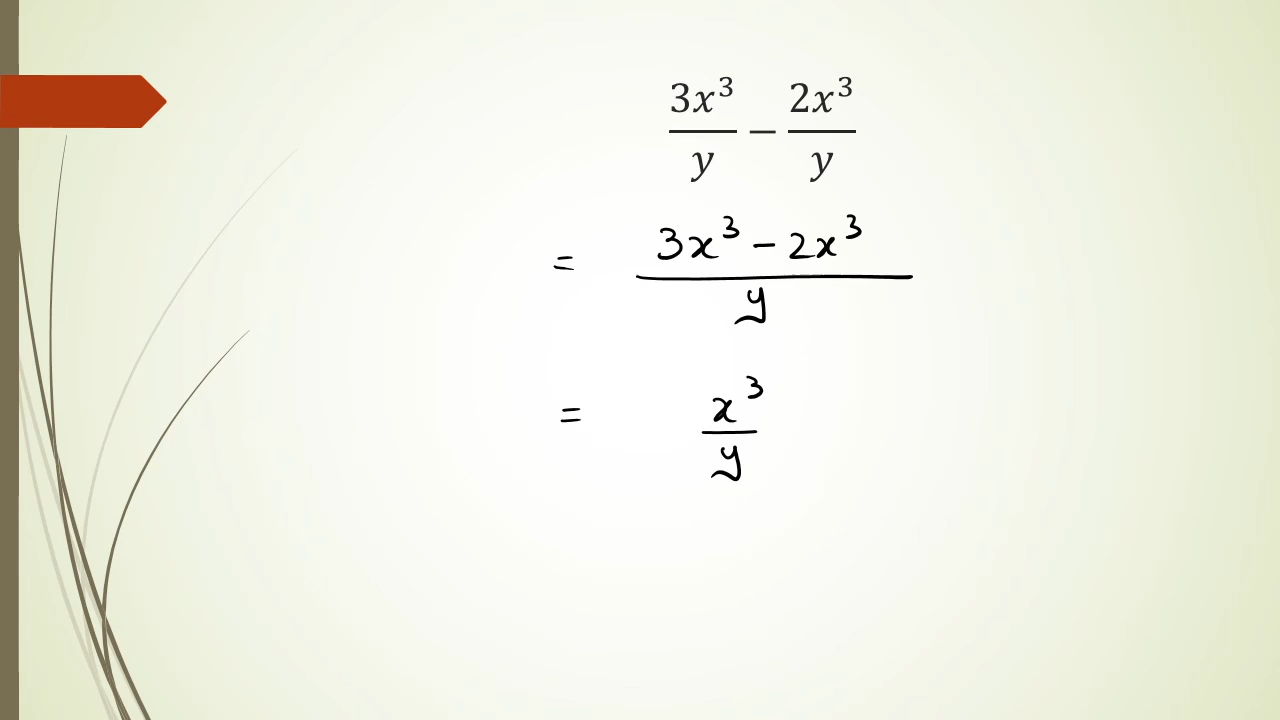 3x³/y − 2x³/y
= (3x³ − 2x³)/y
= x³/y